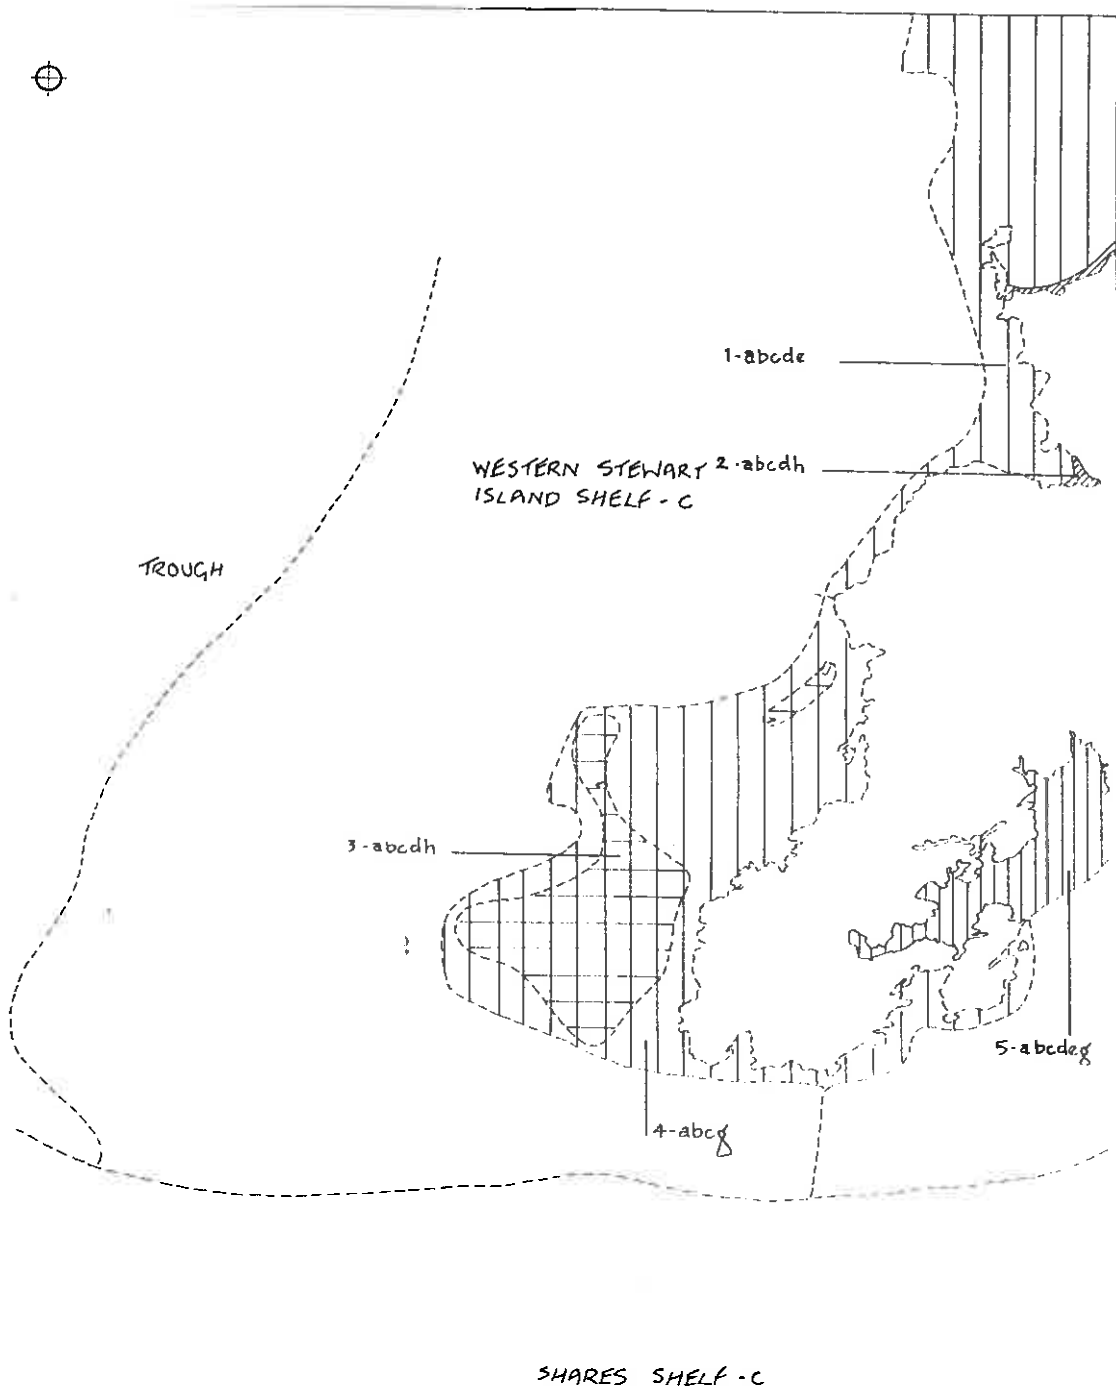 1-abcde
WESTERN STEWART
ISLAND SHELF - C
2-abcdh
TROUGH
3-abcdh
5-abcdeg
4-abcg
SHARES SHELF - C